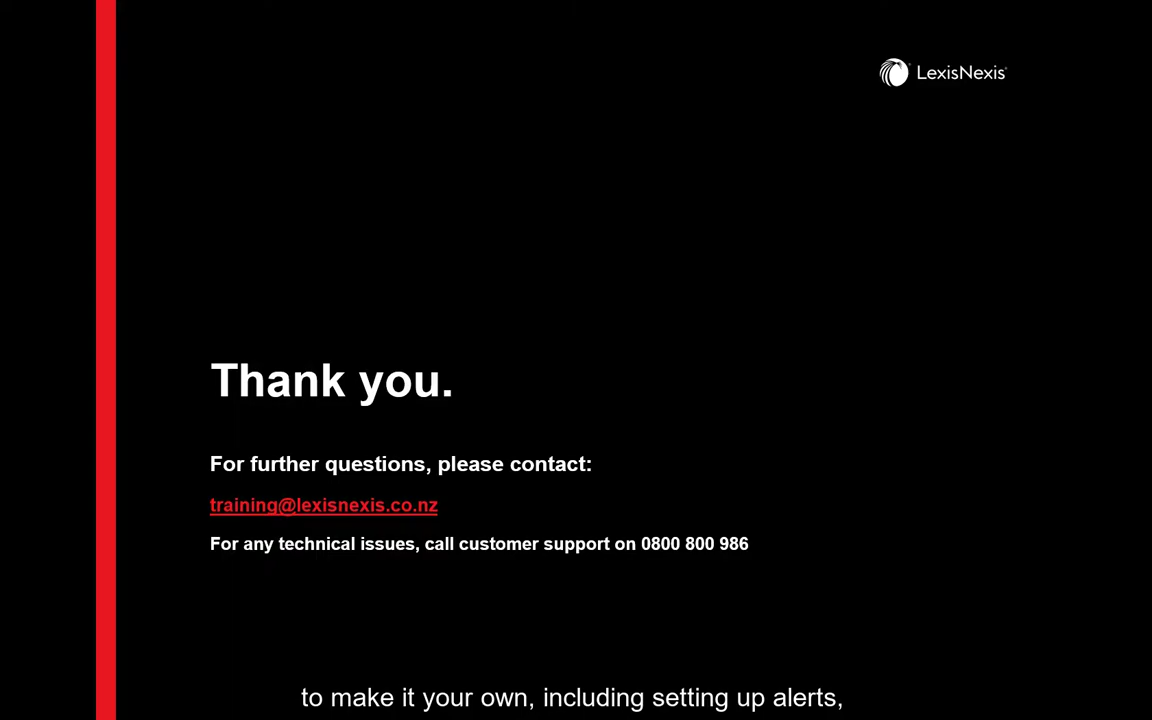 LexisNexis
Thank you.
For further questions, please contact:
training@lexisnexis.co.nz
For any technical issues, call customer support on 0800 800 986
to make it your own, including setting up alerts,